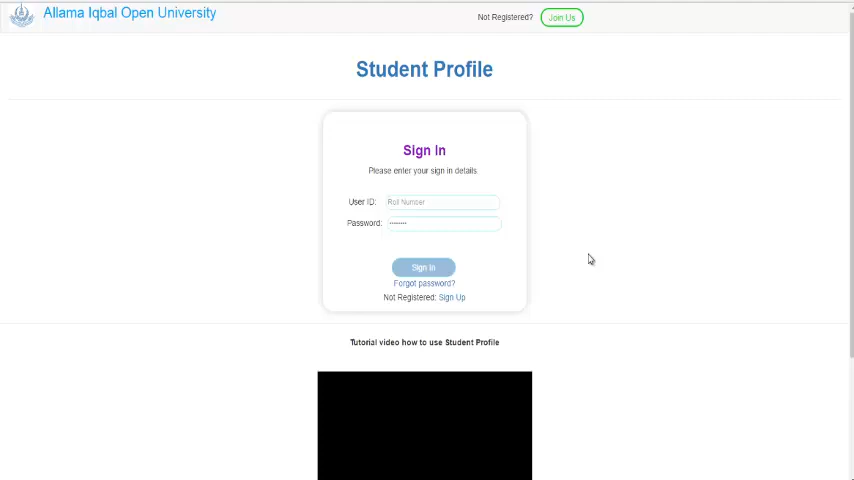 Allama Iqbal Open University
Not Registered? Join Us
Student Profile
Sign In
Please enter your sign in details.
User ID: Roll Number
Password: ········
Sign In
Forgot password?
Not Registered: Sign Up
Tutorial video how to use Student Profile